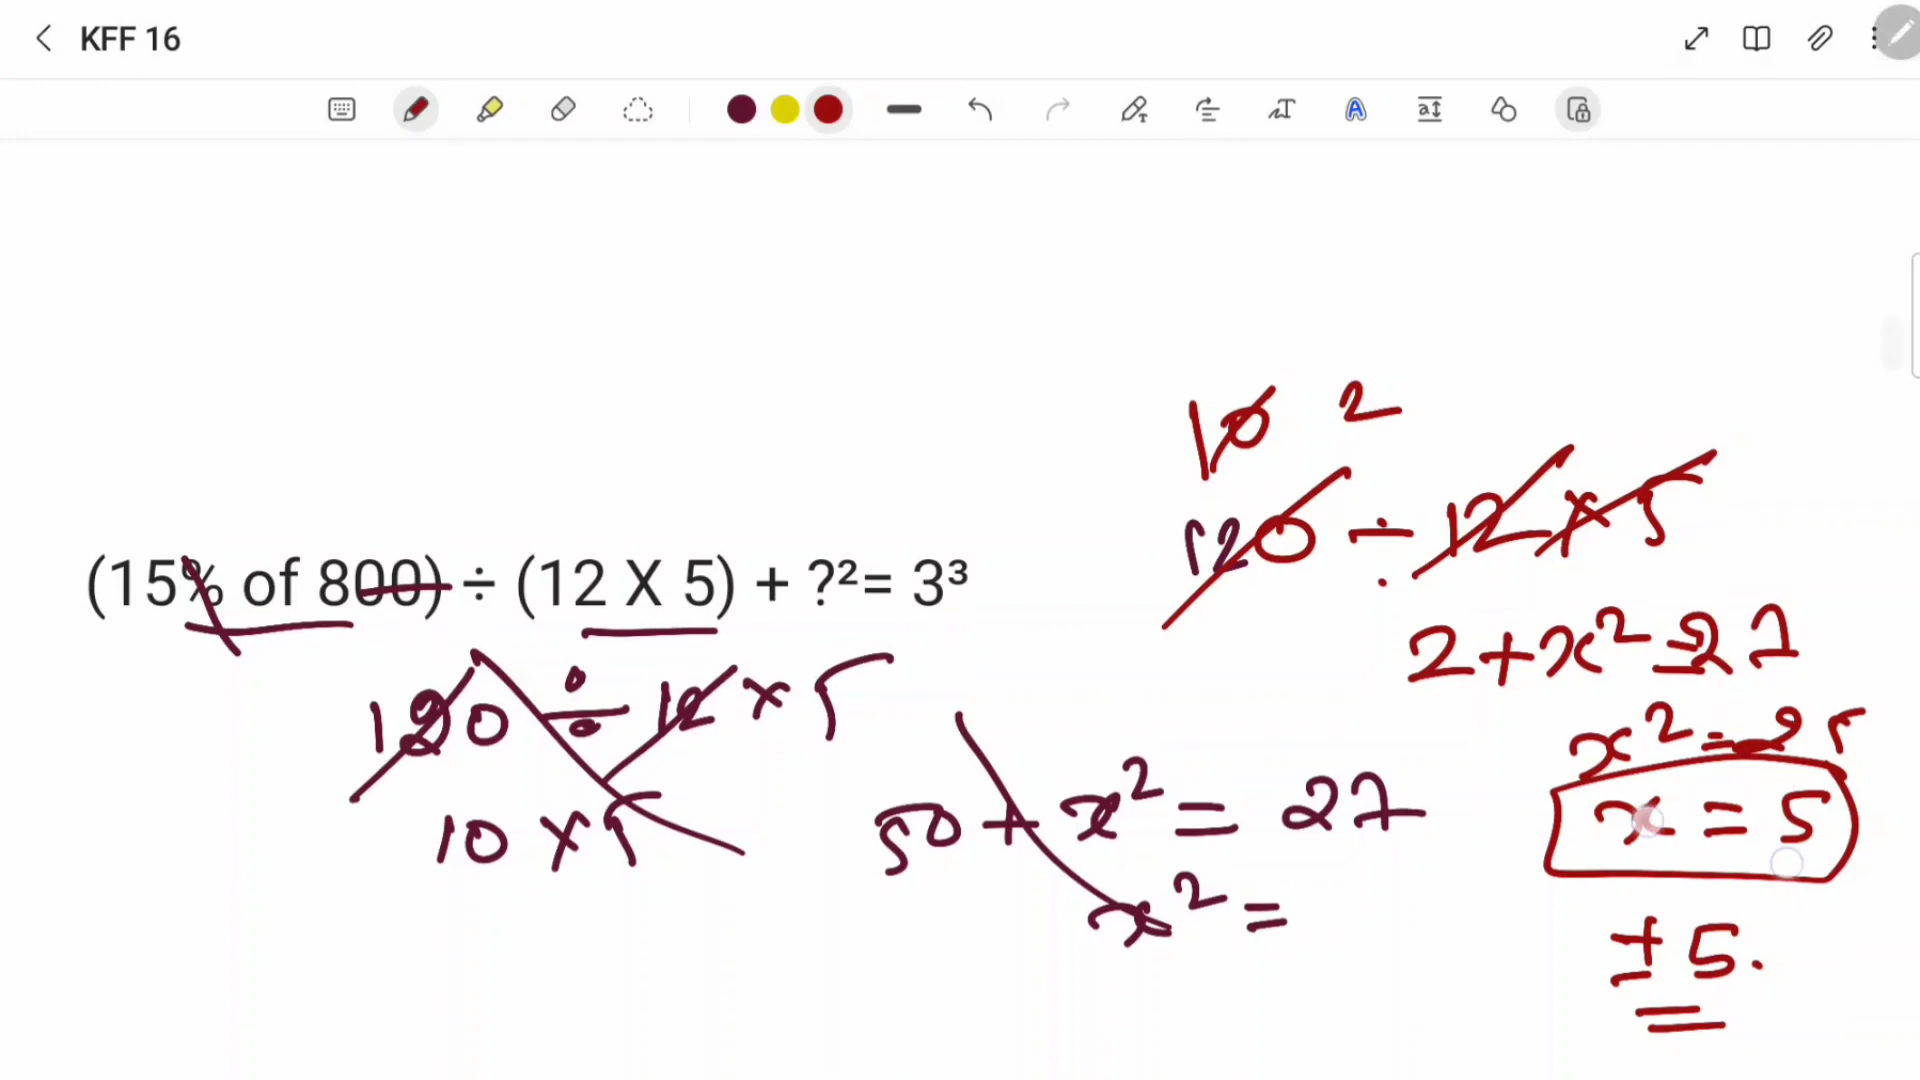 KFF 16
10 2
120 ÷ 12 x 5
(15% of 800) ÷ (12 X 5) + ?²= 3³
2+x²=27
120 ÷ 12 x 5
x²=25
10 x 5
50 + x² = 27
x = 5
x² =
± 5.